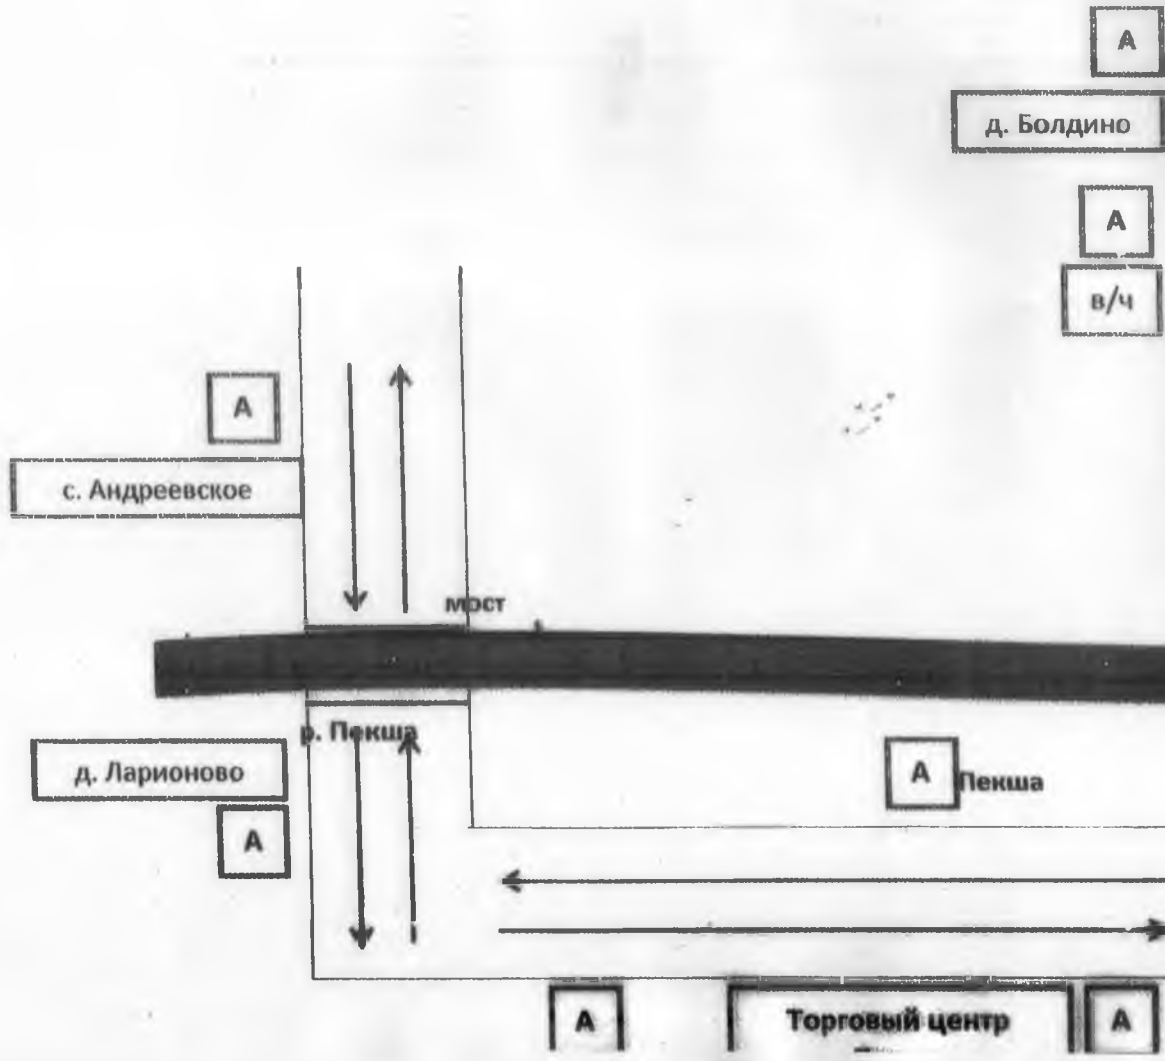 А
д. Болдино
А
в/ч
А
с. Андреевское
мост
р. Пекша
д. Ларионово
А
А
Пекша
А
Торговый центр
А